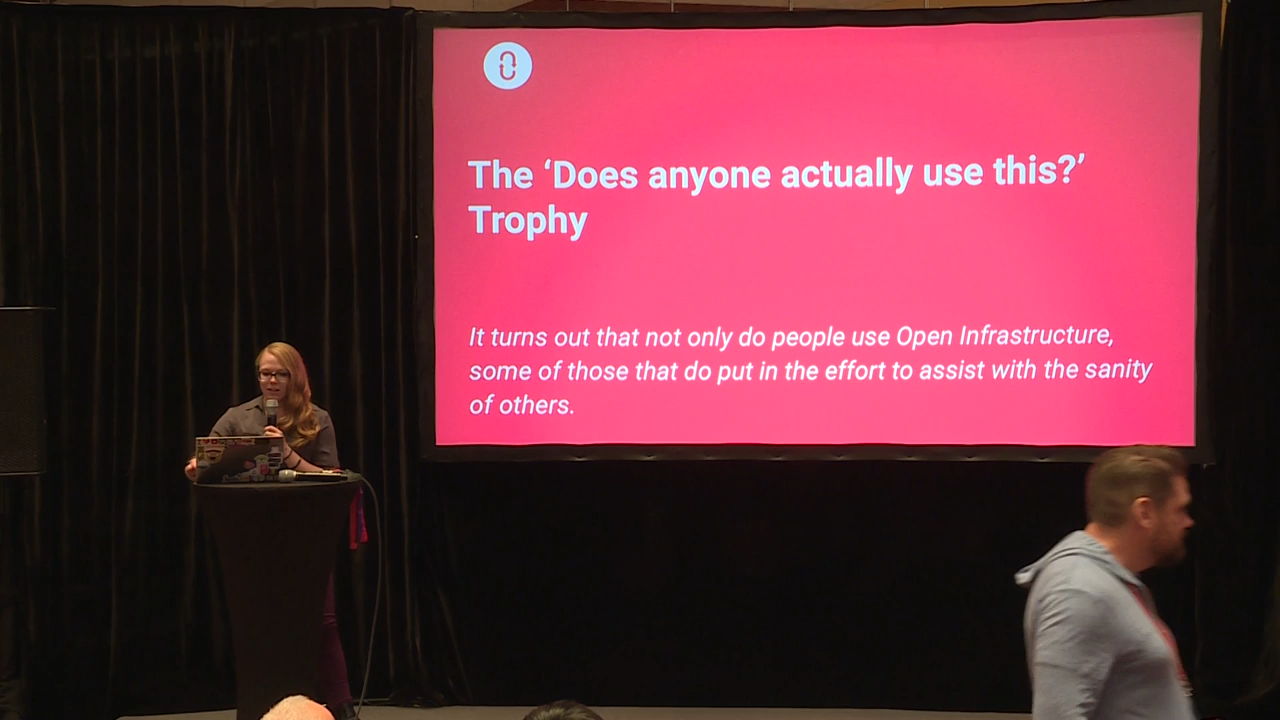 The ‘Does anyone actually use this?’
Trophy
It turns out that not only do people use Open Infrastructure,
some of those that do put in the effort to assist with the sanity
of others.